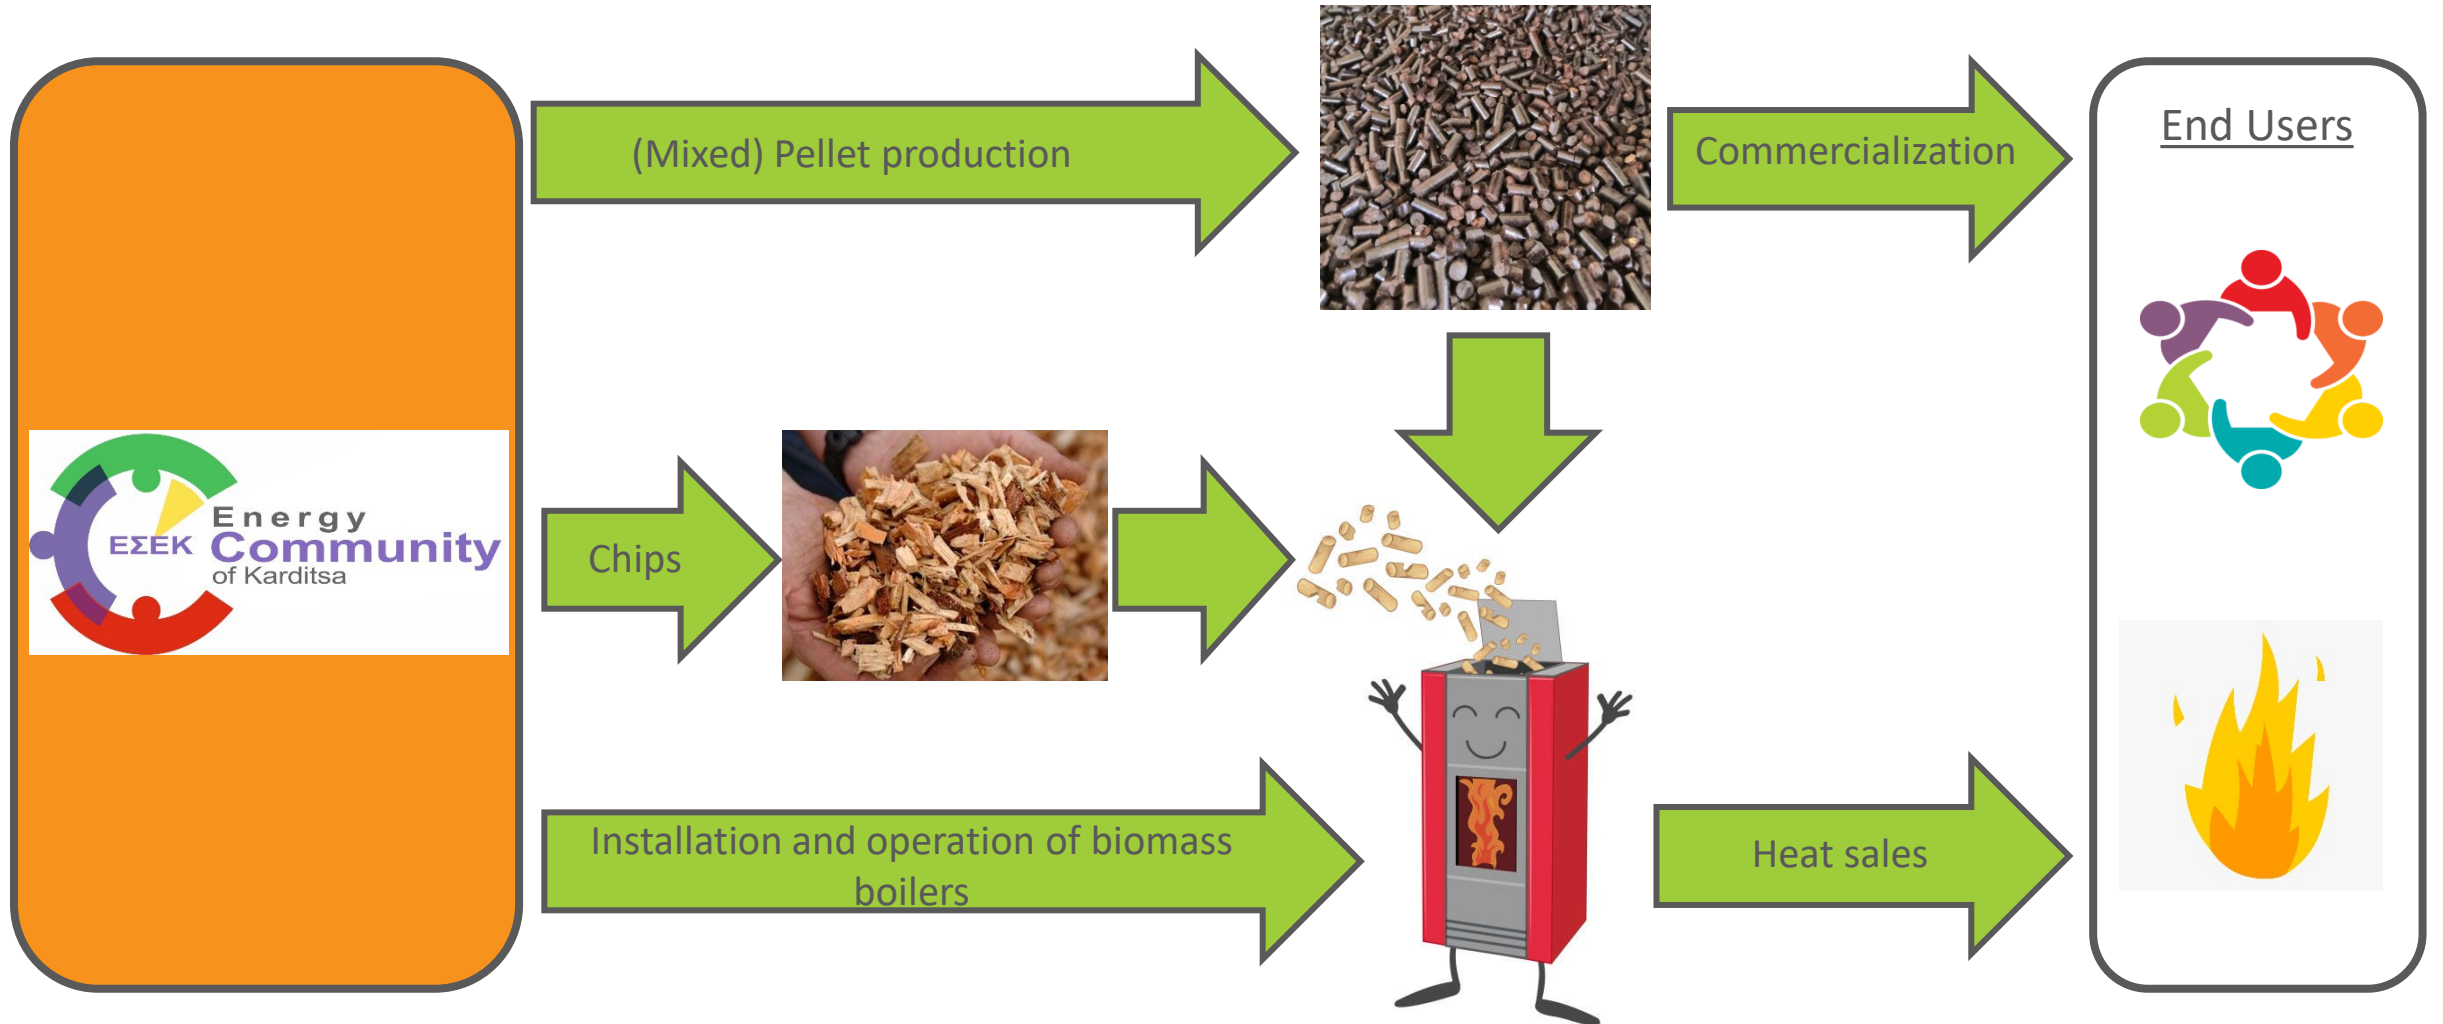 (Mixed) Pellet production
Commercialization
End Users
ΕΣΕΚ
Energy
Community
of Karditsa
Chips
Installation and operation of biomass
boilers
Heat sales